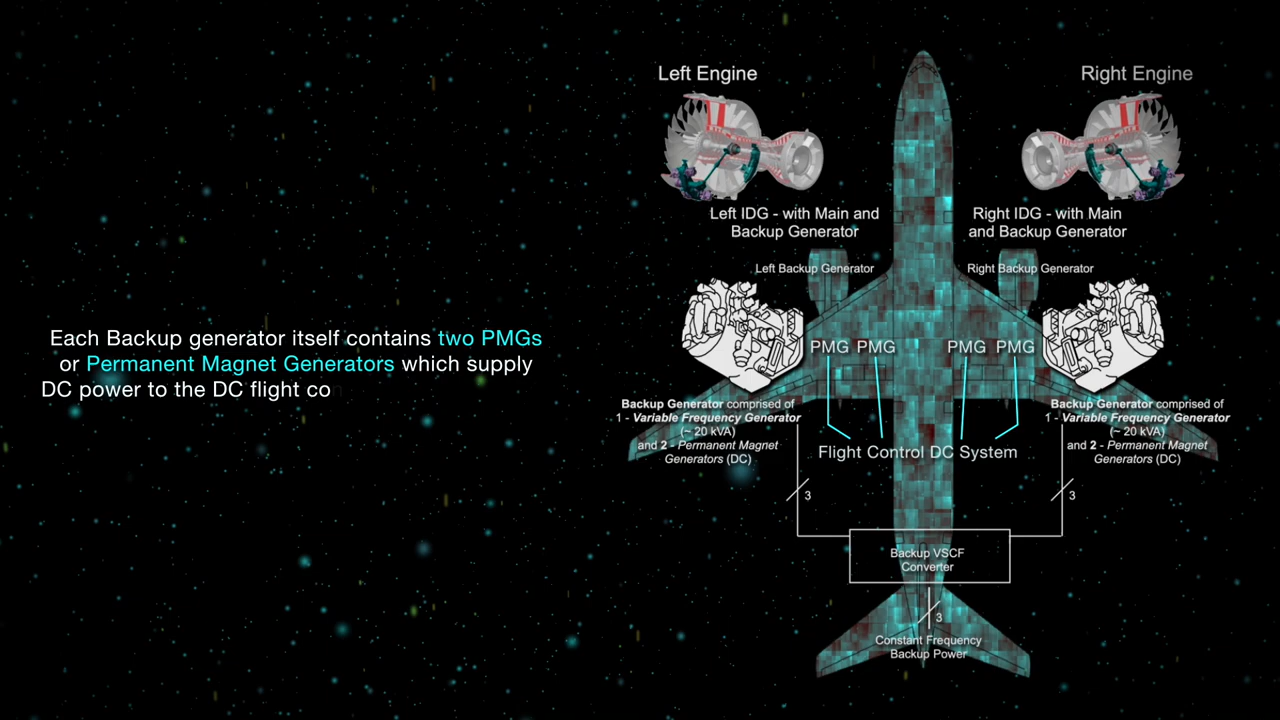 Left Engine
Right Engine
Left IDG - with Main and
Backup Generator
Right IDG - with Main
and Backup Generator
Left Backup Generator
Right Backup Generator
Each Backup generator itself contains two PMGs
or Permanent Magnet Generators which supply
DC power to the DC flight co
PMG PMG PMG PMG
Backup Generator comprised of
1 - Variable Frequency Generator
(~ 20 kVA)
and 2 - Permanent Magnet
Generators (DC)
Backup Generator comprised of
1 - Variable Frequency Generator
(~ 20 kVA)
and 2 - Permanent Magnet
Generators (DC)
Flight Control DC System
3
3
Backup VSCF
Converter
3
Constant Frequency
Backup Power